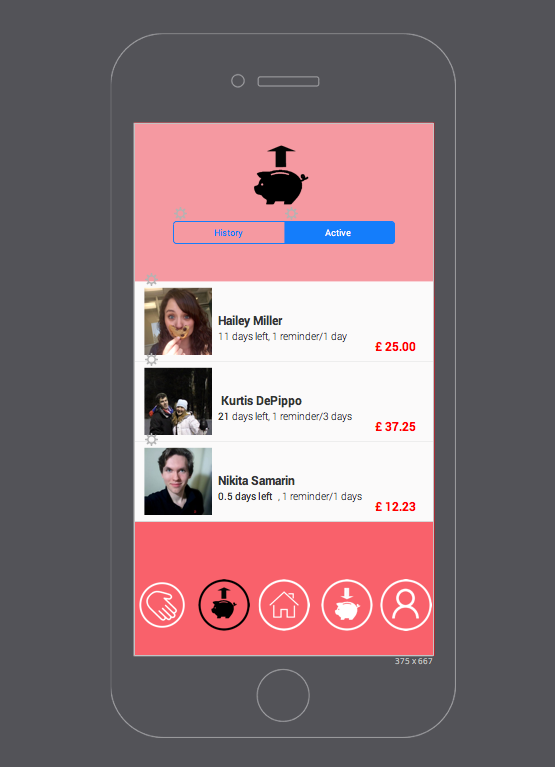 History
Active
Hailey Miller
11 days left, 1 reminder/1 day
£ 25.00
Kurtis DePippo
21 days left, 1 reminder/3 days
£ 37.25
Nikita Samarin
0.5 days left , 1 reminder/1 days
£ 12.23
375 x 667